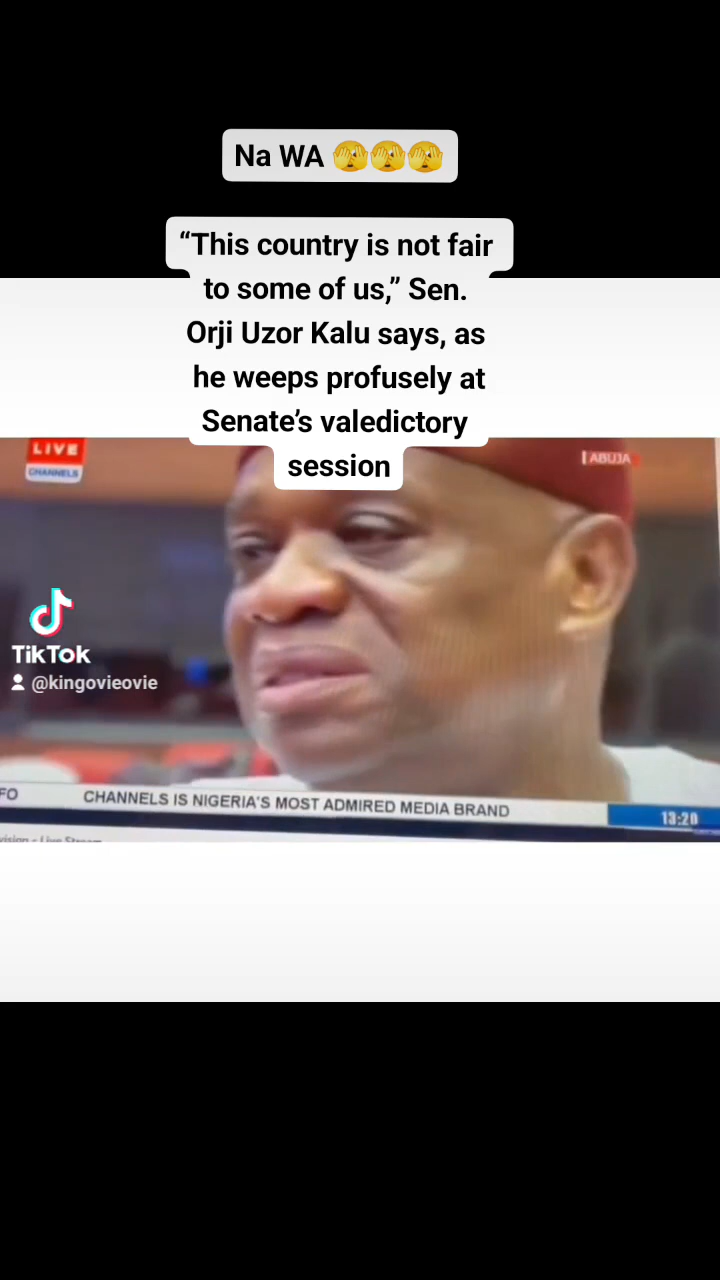 Na WA 🫣🫣🫣
“This country is not fair
to some of us,” Sen.
Orji Uzor Kalu says, as
he weeps profusely at
Senate’s valedictory
session
LIVE
CHANNELS
ABUJA
TikTok
@kingovieovie
FO
CHANNELS IS NIGERIA'S MOST ADMIRED MEDIA BRAND
13:20